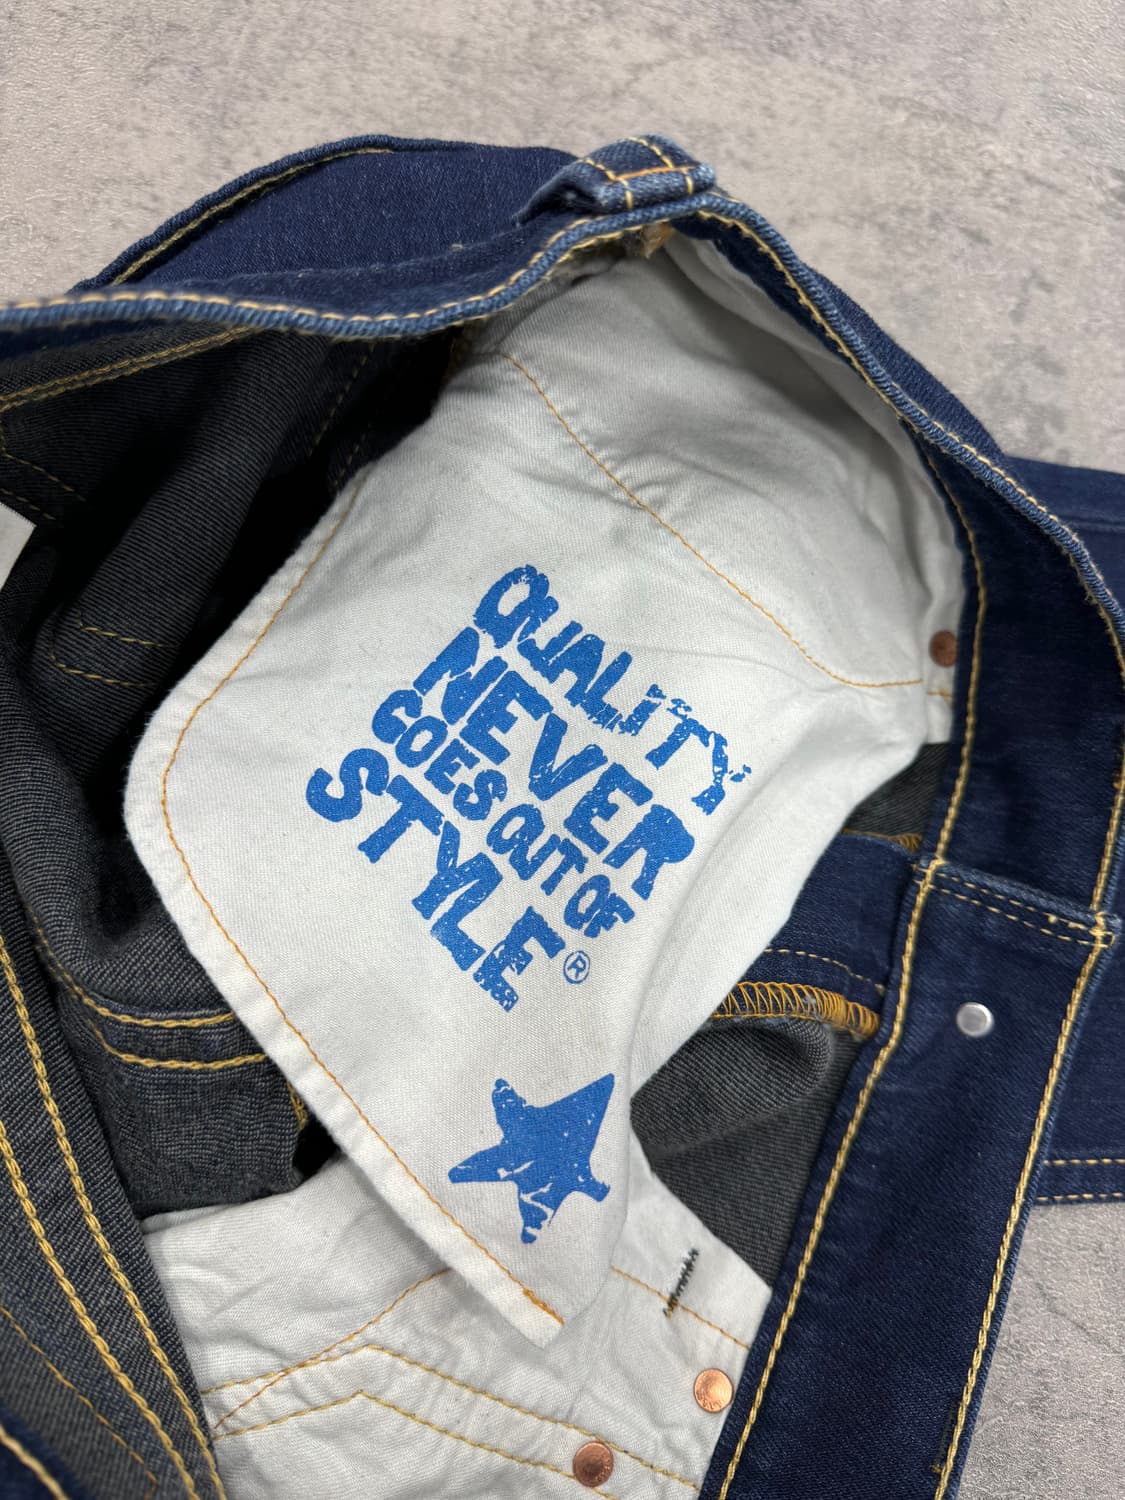 QUALITY
NEVER
GOES OUT OF
STYLE®